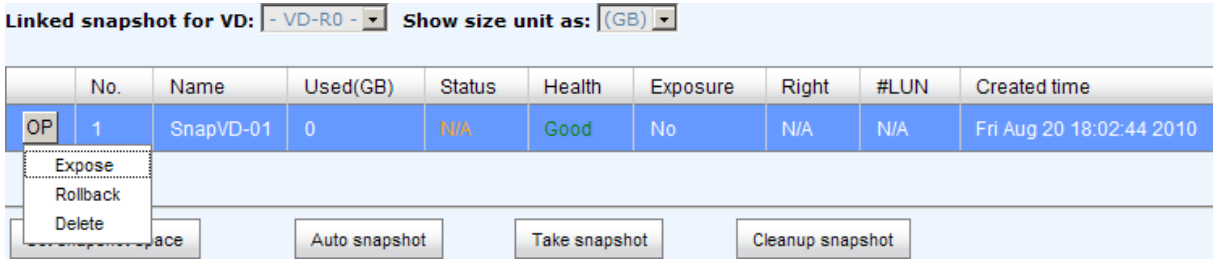 Linked snapshot for VD: - VD-R0 - Show size unit as: (GB)
No. Name Used(GB) Status Health Exposure Right #LUN Created time
OP 1 SnapVD-01 0 N/A Good No N/A N/A Fri Aug 20 18:02:44 2010
Expose
Rollback
Delete
Auto snapshot Take snapshot Cleanup snapshot